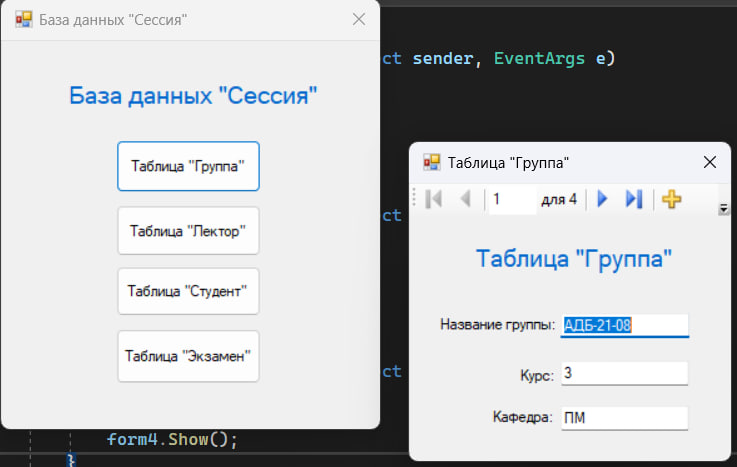 База данных "Сессия"
База данных "Сессия"
Таблица "Группа"
Таблица "Лектор"
Таблица "Студент"
Таблица "Экзамен"
ct sender, EventArgs e)
ct
ct
form4.Show();
}
Таблица "Группа"
1 для 4
Таблица "Группа"
Название группы: АДБ-21-08
Курс: 3
Кафедра: ПМ